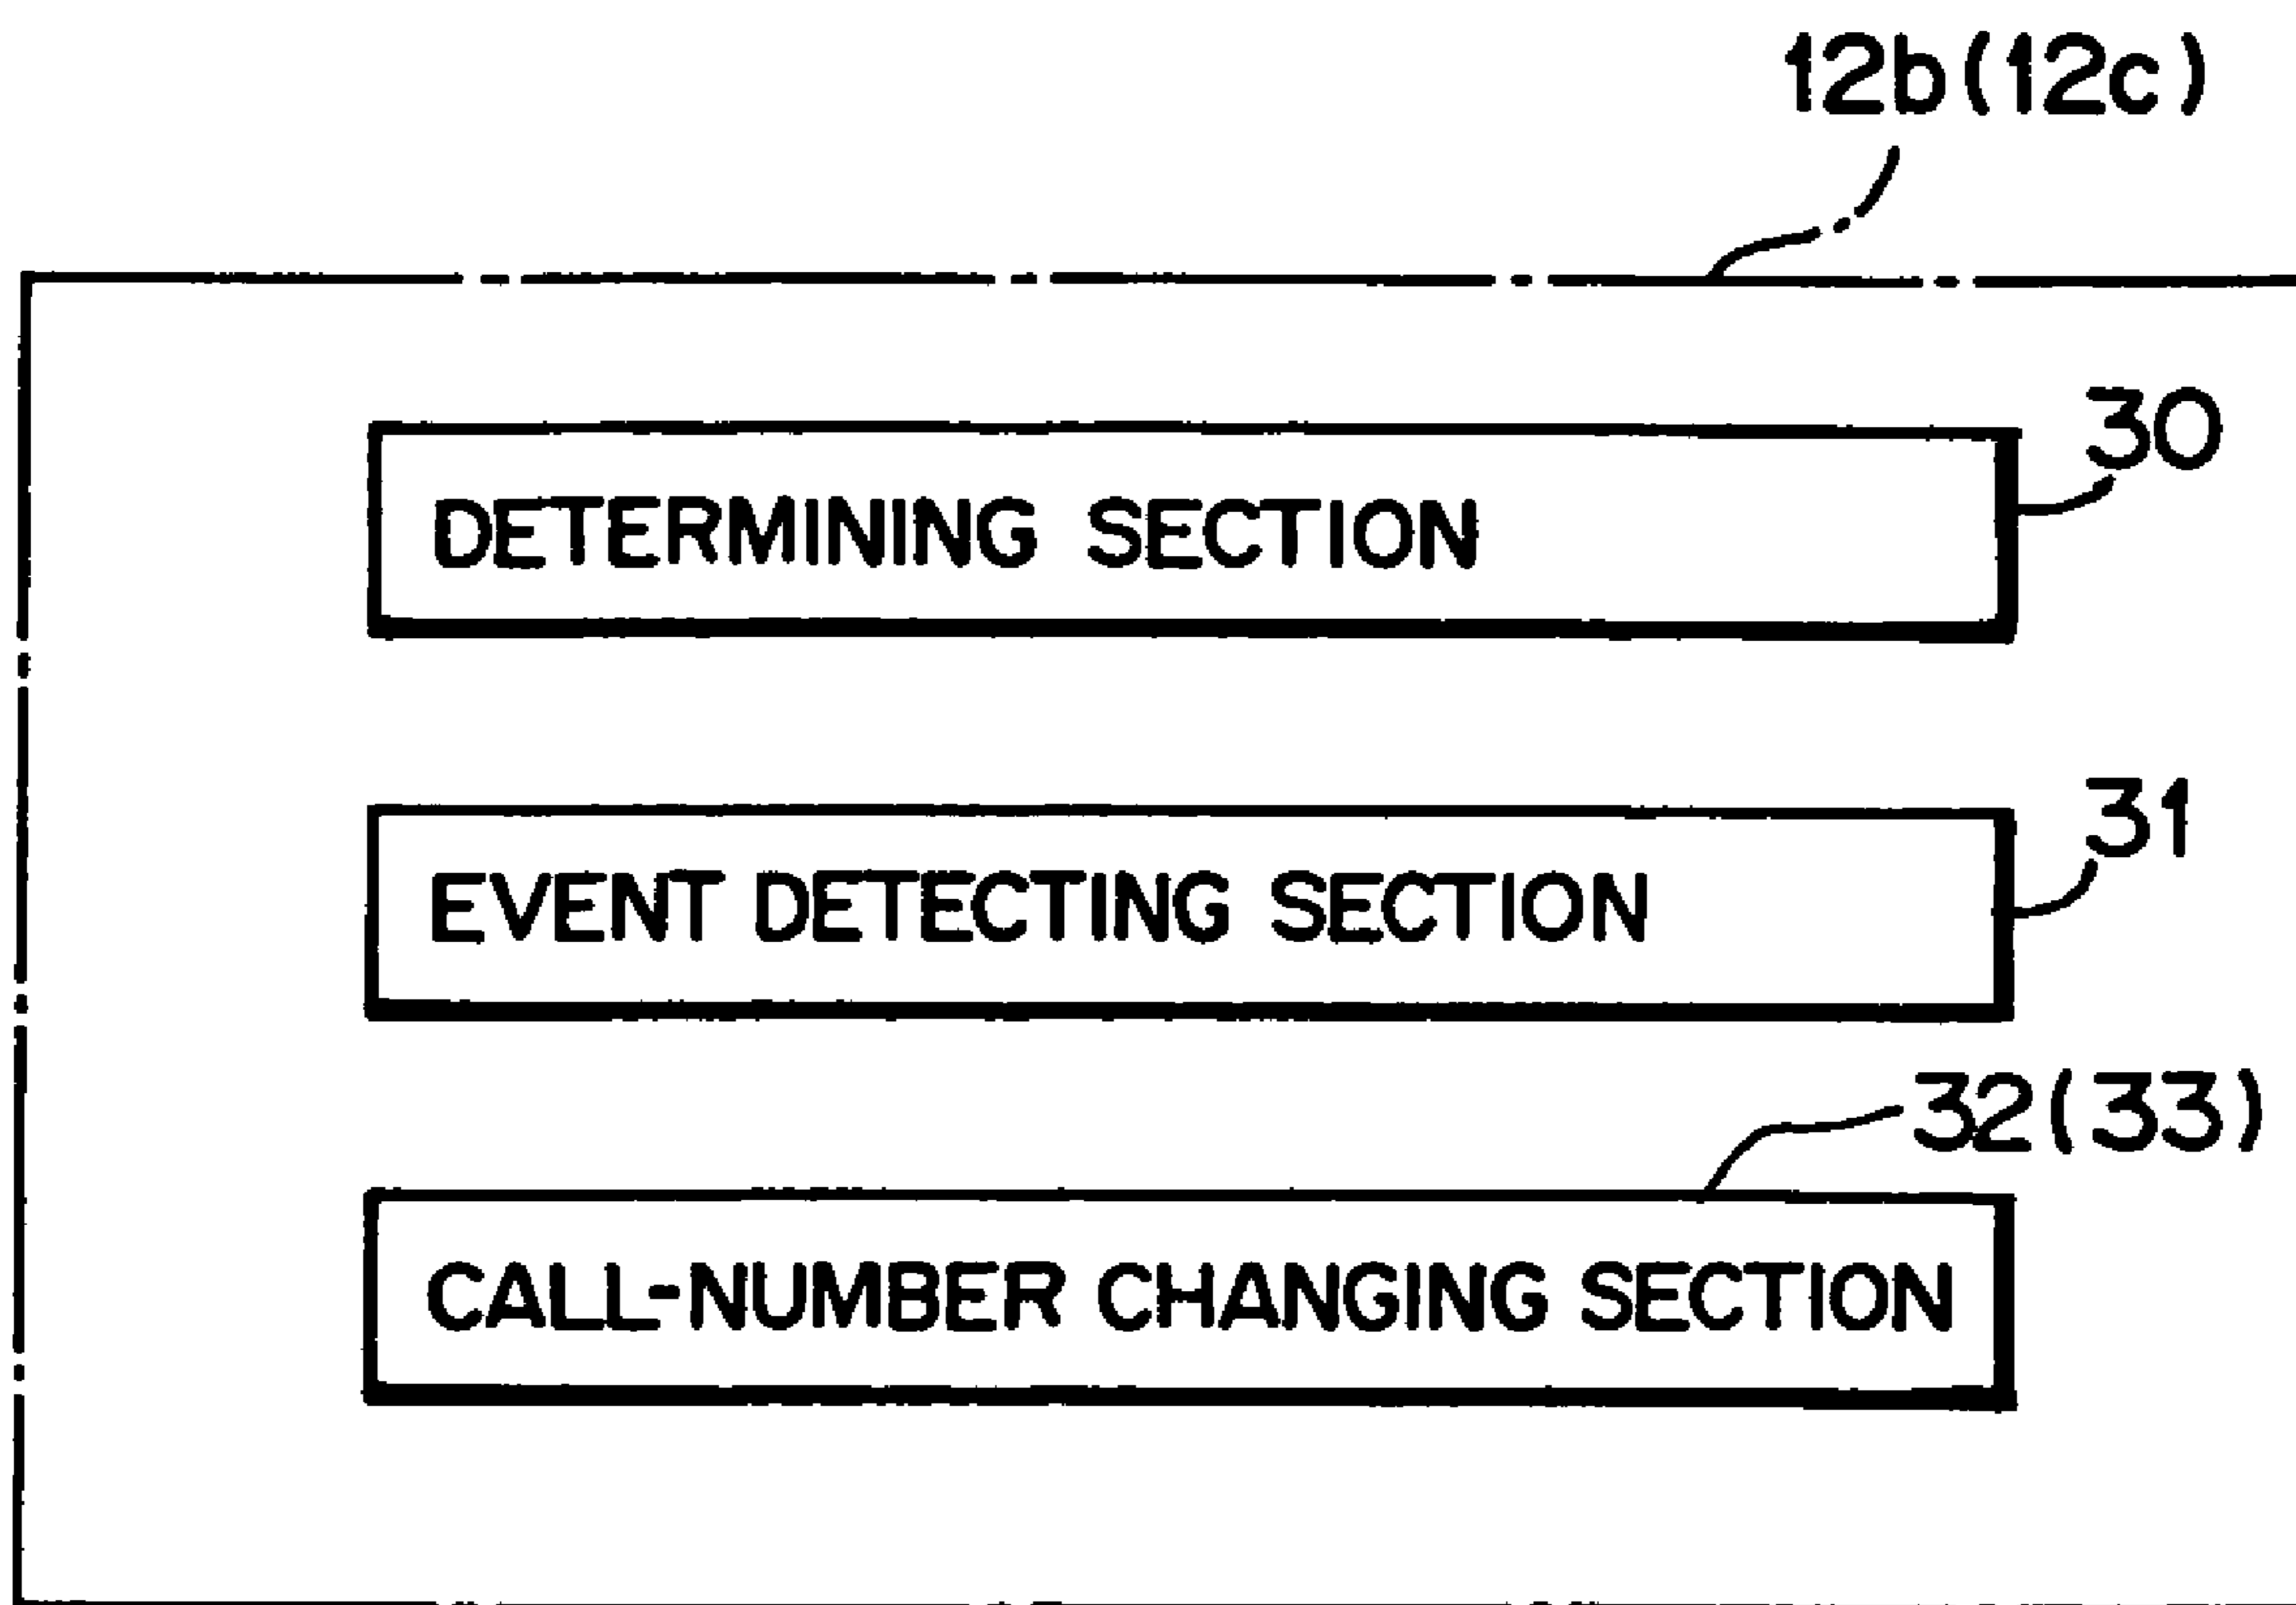 12b(12c)
30
DETERMINING SECTION
31
EVENT DETECTING SECTION
32(33)
CALL-NUMBER CHANGING SECTION